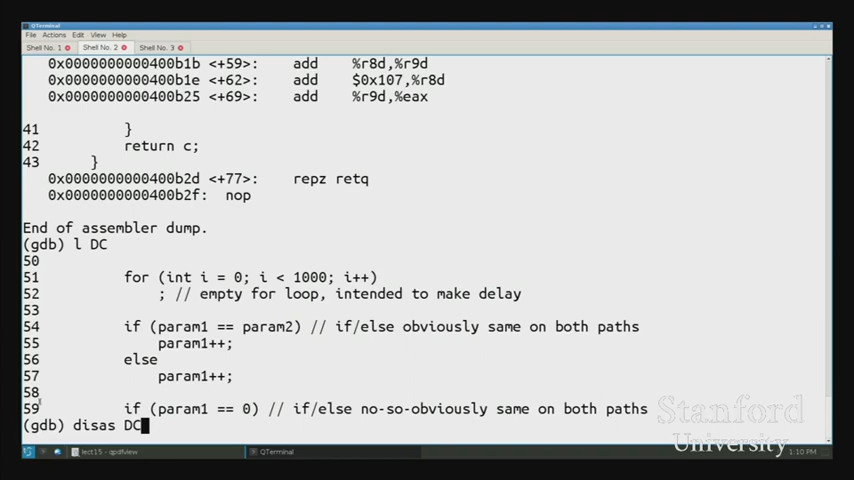 QTerminal
File Actions Edit View Help
Shell No. 1 Shell No. 2 Shell No. 3
0x0000000000400b1b <+59>: add %r8d,%r9d
0x0000000000400b1e <+62>: add $0x107,%r8d
0x0000000000400b25 <+69>: add %r9d,%eax
41 }
42 return c;
43 }
0x0000000000400b2d <+77>: repz retq
0x0000000000400b2f: nop
End of assembler dump.
(gdb) l DC
50
51 for (int i = 0; i < 1000; i++)
52 ; // empty for loop, intended to make delay
53
54 if (param1 == param2) // if/else obviously same on both paths
55 param1++;
56 else
57 param1++;
58
59 if (param1 == 0) // if/else no-so-obviously same on both paths
(gdb) disas DC
Stanford
University
lect15 - qpdfview QTerminal 1:10 PM